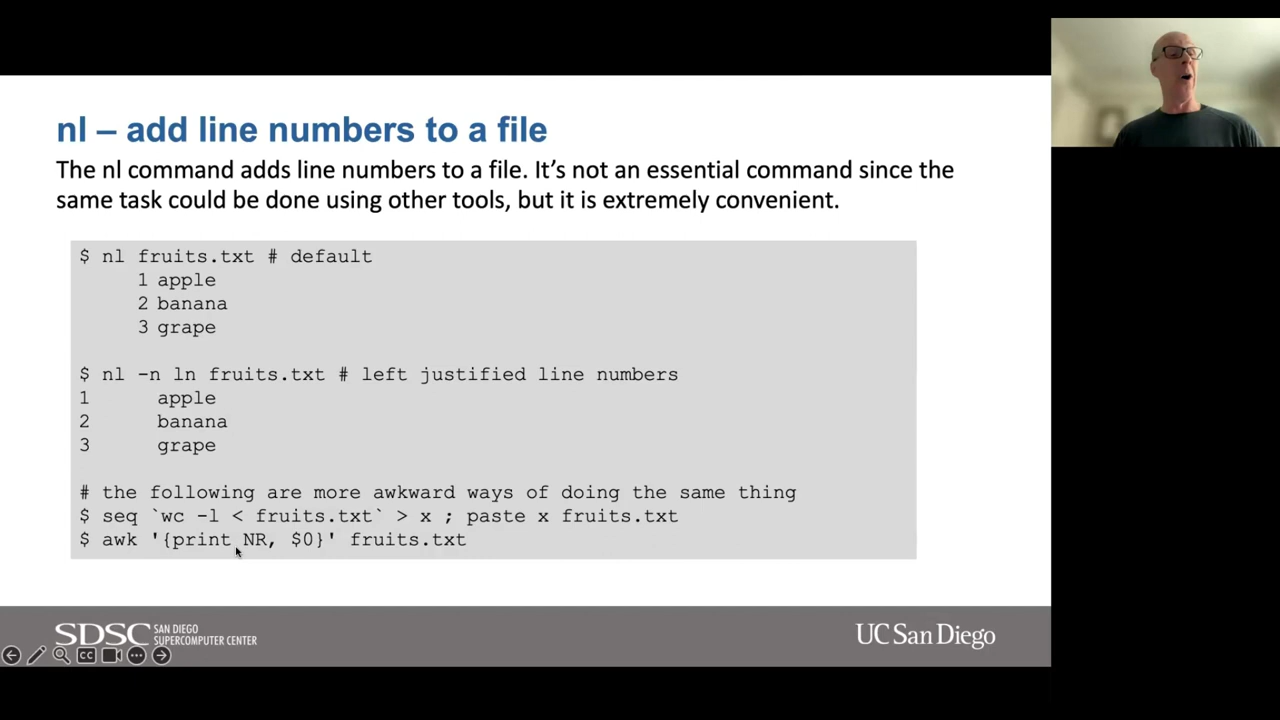 nl – add line numbers to a file
The nl command adds line numbers to a file. It’s not an essential command since the
same task could be done using other tools, but it is extremely convenient.
$ nl fruits.txt # default
1 apple
2 banana
3 grape
$ nl -n ln fruits.txt # left justified line numbers
1 apple
2 banana
3 grape
# the following are more awkward ways of doing the same thing
$ seq `wc -l < fruits.txt` > x ; paste x fruits.txt
$ awk '{print NR, $0}' fruits.txt
SDSC SAN DIEGO
SUPERCOMPUTER CENTER
UC San Diego
CC